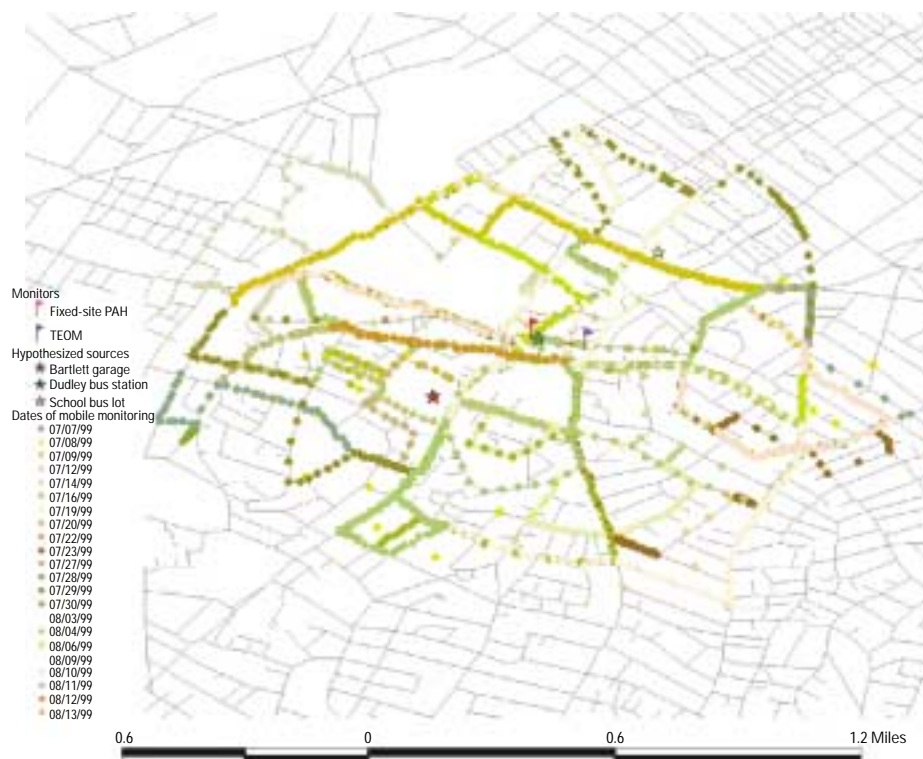 Monitors
Fixed-site PAH
TEOM
Hypothesized sources
Bartlett garage
Dudley bus station
School bus lot
Dates of mobile monitoring
07/07/99
07/08/99
07/09/99
07/12/99
07/14/99
07/16/99
07/19/99
07/20/99
07/22/99
07/23/99
07/27/99
07/28/99
07/29/99
07/30/99
08/03/99
08/04/99
08/06/99
08/09/99
08/10/99
08/11/99
08/12/99
08/13/99
0.6 0 0.6 1.2 Miles